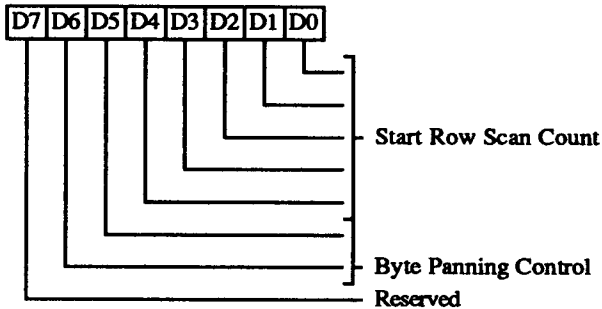 D7 D6 D5 D4 D3 D2 D1 D0
Start Row Scan Count
Byte Panning Control
Reserved